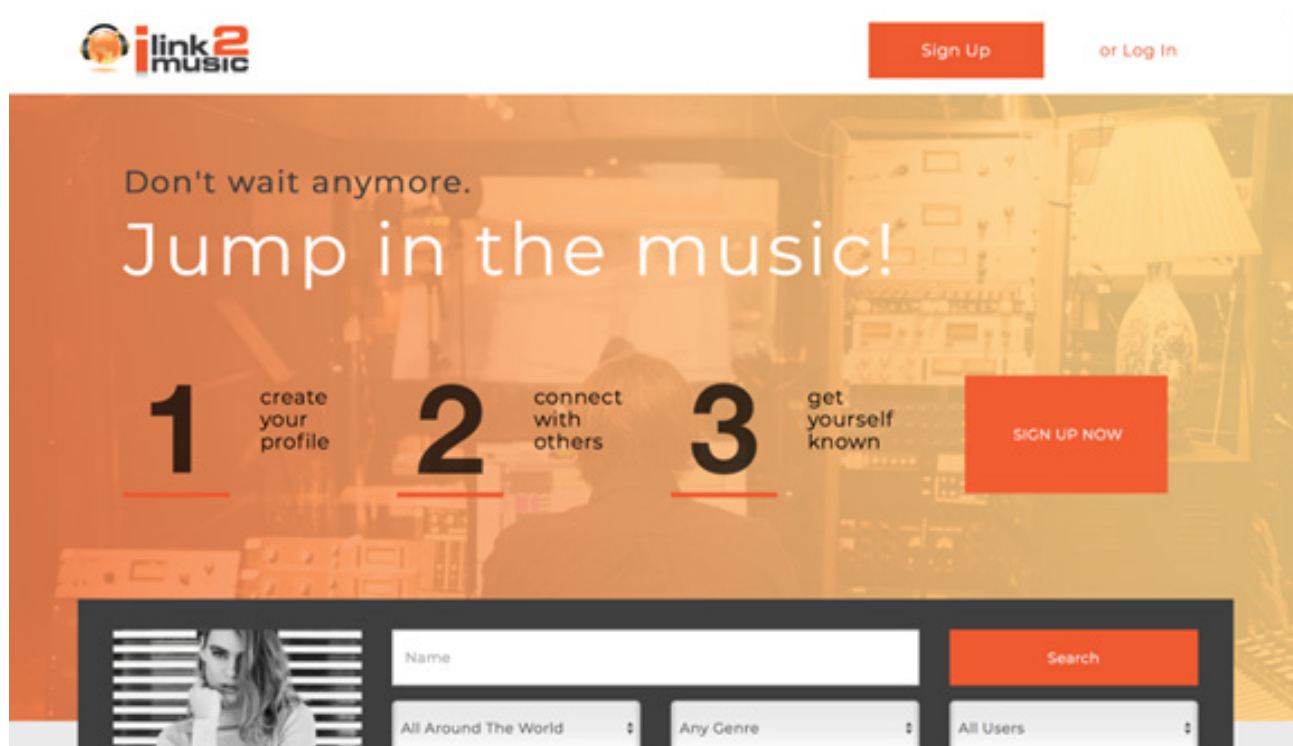 ilink2
music
Sign Up
or Log In
Don't wait anymore.
Jump in the music!
1
create
your
profile
2
connect
with
others
3
get
yourself
known
SIGN UP NOW
Name
Search
All Around The World
Any Genre
All Users